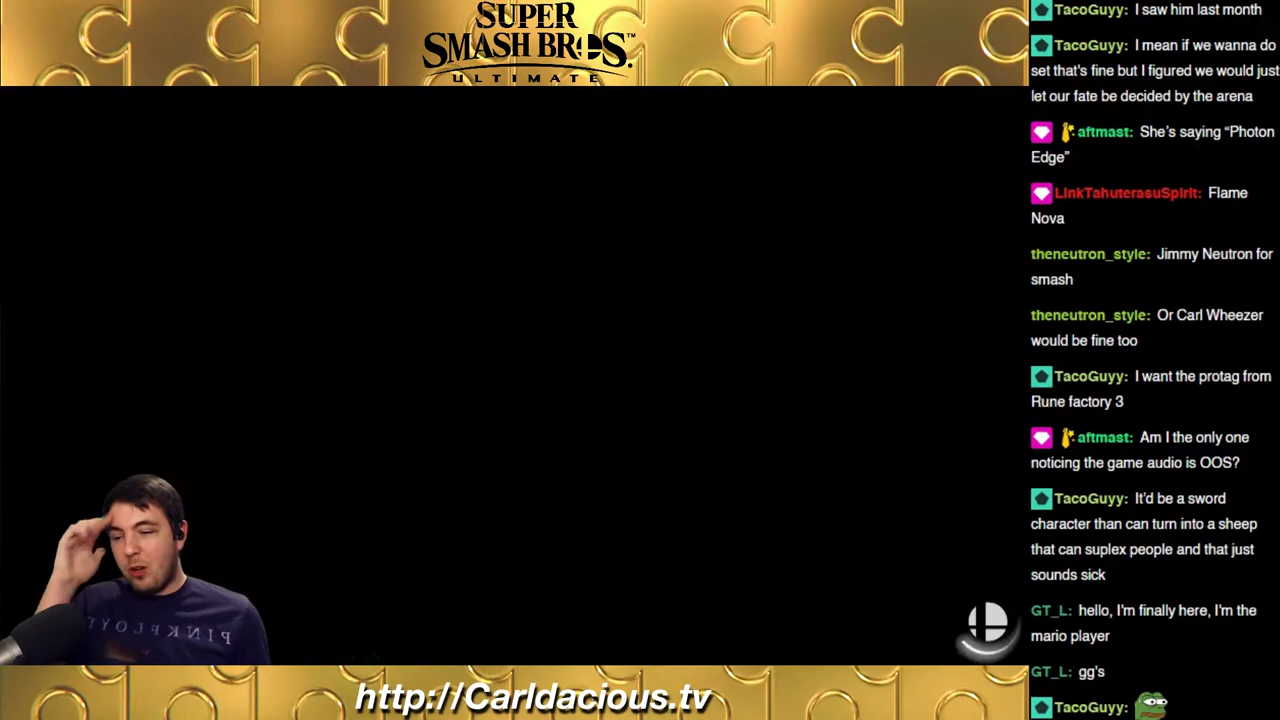 SUPER
SMASH BROS.™
ULTIMATE
TacoGuyy: I saw him last month
TacoGuyy: I mean if we wanna do
set that's fine but I figured we would just
let our fate be decided by the arena
aftmast: She's saying “Photon
Edge”
LinkTahuterasuSpirit: Flame
Nova
theneutron_style: Jimmy Neutron for
smash
theneutron_style: Or Carl Wheezer
would be fine too
TacoGuyy: I want the protag from
Rune factory 3
aftmast: Am I the only one
noticing the game audio is OOS?
TacoGuyy: It'd be a sword
character than can turn into a sheep
that can suplex people and that just
sounds sick
GT_L: hello, I'm finally here, I'm the
mario player
GT_L: gg's
TacoGuyy:
PINK FLOYD
http://Carldacious.tv